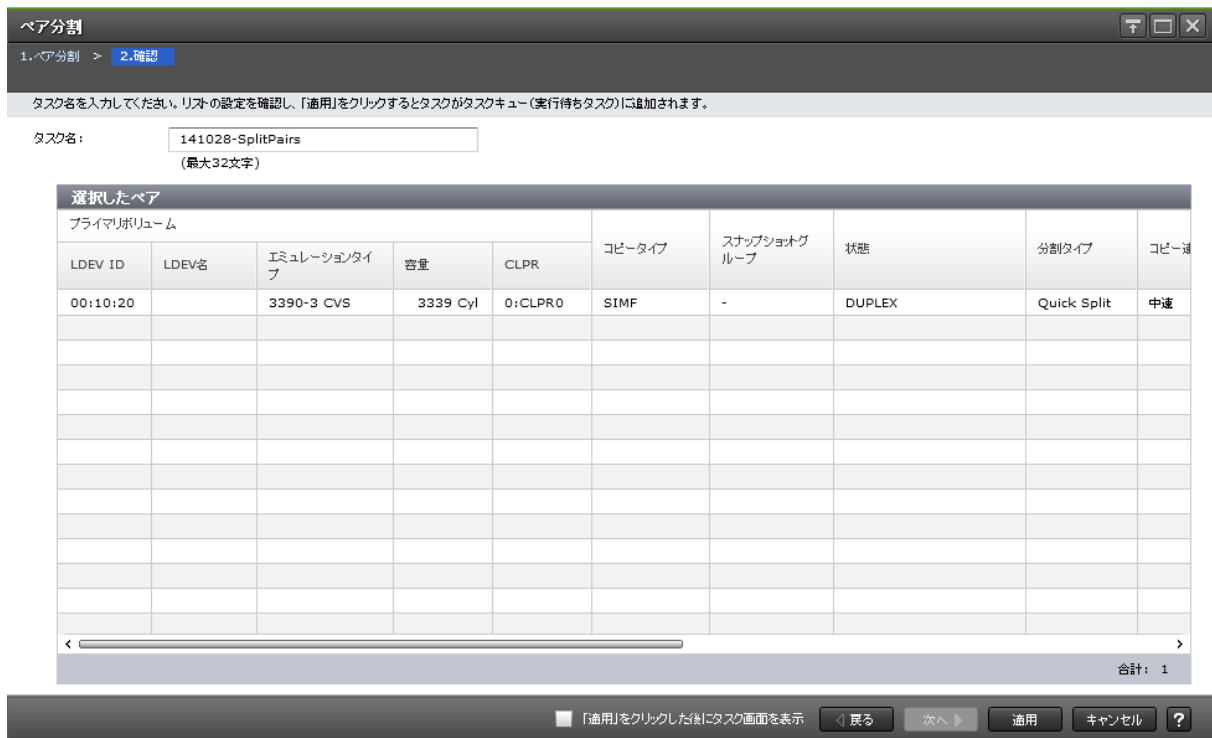 ペア分割
1.ペア分割 > 2.確認
タスク名を入力してください。リストの設定を確認し、「適用」をクリックするとタスクがタスクキュー(実行待ちタスク)に追加されます。
タスク名: 141028-SplitPairs
(最大32文字)
選択したペア
プライマリボリューム
コピータイプ
スナップショットグ
ループ
状態
分割タイプ
コピー速
LDEV ID LDEV名 エミュレーションタイ
プ
容量 CLPR
00:10:20 3390-3 CVS 3339 Cyl 0:CLPR0 SIMF - DUPLEX Quick Split 中速
合計: 1
「適用」をクリックした後にタスク画面を表示 戻る 次へ 適用 キャンセル ?